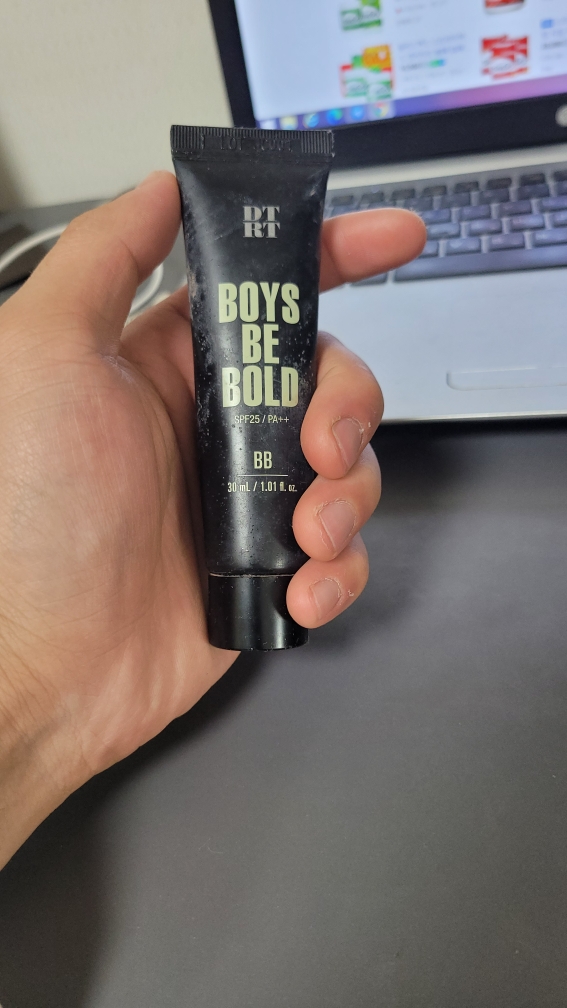 DT
RT
BOYS
BE
BOLD
SPF25 / PA++
BB
30 mL / 1.01 fl. oz.